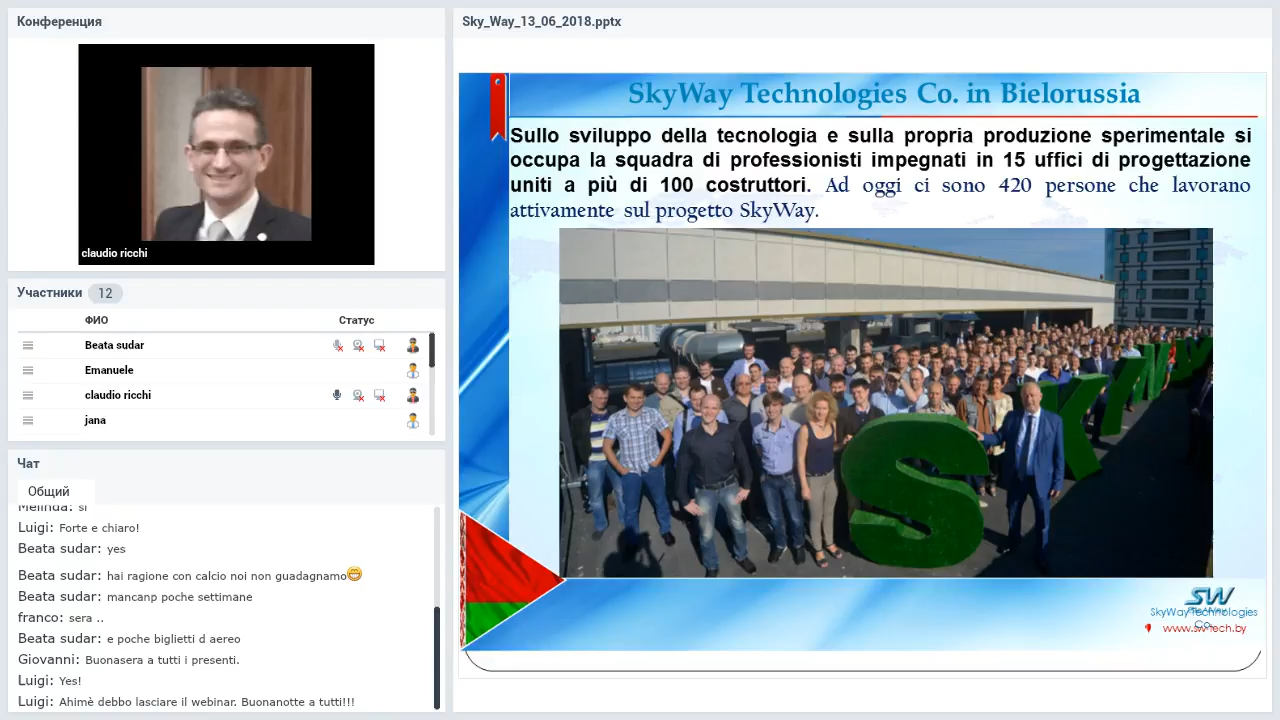 Конференция
claudio ricchi
Участники 12
ФИО Статус
Beata sudar
Emanuele
claudio ricchi
jana
Чат
Общий
Melinda: si
Luigi: Forte e chiaro!
Beata sudar: yes
Beata sudar: hai ragione con calcio noi non guadagnamo
Beata sudar: mancanp poche settimane
franco: sera ..
Beata sudar: e poche biglietti d aereo
Giovanni: Buonasera a tutti i presenti.
Luigi: Yes!
Luigi: Ahimè debbo lasciare il webinar. Buonanotte a tutti!!!
Sky_Way_13_06_2018.pptx
SkyWay Technologies Co. in Bielorussia
Sullo sviluppo della tecnologia e sulla propria produzione sperimentale si
occupa la squadra di professionisti impegnati in 15 uffici di progettazione
uniti a più di 100 costruttori. Ad oggi ci sono 420 persone che lavorano
attivamente sul progetto SkyWay.
SKYWAY
SW
SkyWay Technologies
Co.
www.sw-tech.by